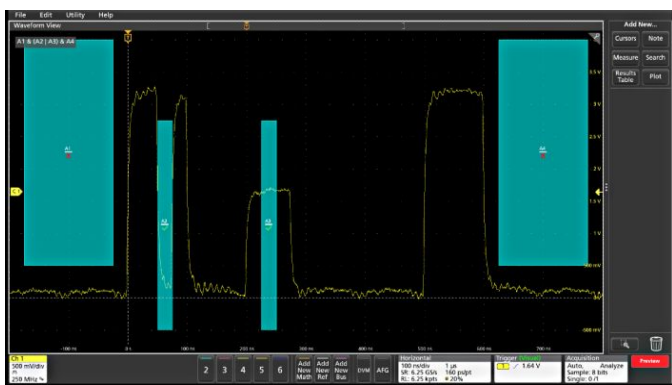 File Edit Utility Help
Waveform View
Add New...
A1 & (A2 | A3) & A4
Cursors Note
Measure Search
Results Table Plot
3.5 V
3 V
2.5 V
2 V
1.5 V
1 V
500 mV
-500 mV
A1
A2
A3
A4
C 1
-100 ns 0 s 100 ns 200 ns 300 ns 400 ns 500 ns 600 ns 700 ns
Ch 1
500 mV/div
250 MHz
2 3 4 5 6
Add New Math
Add New Ref
Add New Bus
DVM AFG
Horizontal
100 ns/div 1 µs
SR: 6.25 GS/s 160 ps/pt
RL: 6.25 kpts 20%
Trigger (Visual)
1.64 V
Acquisition
Auto, Analyze
Sample: 8 bits
Single: 0 /1
Preview